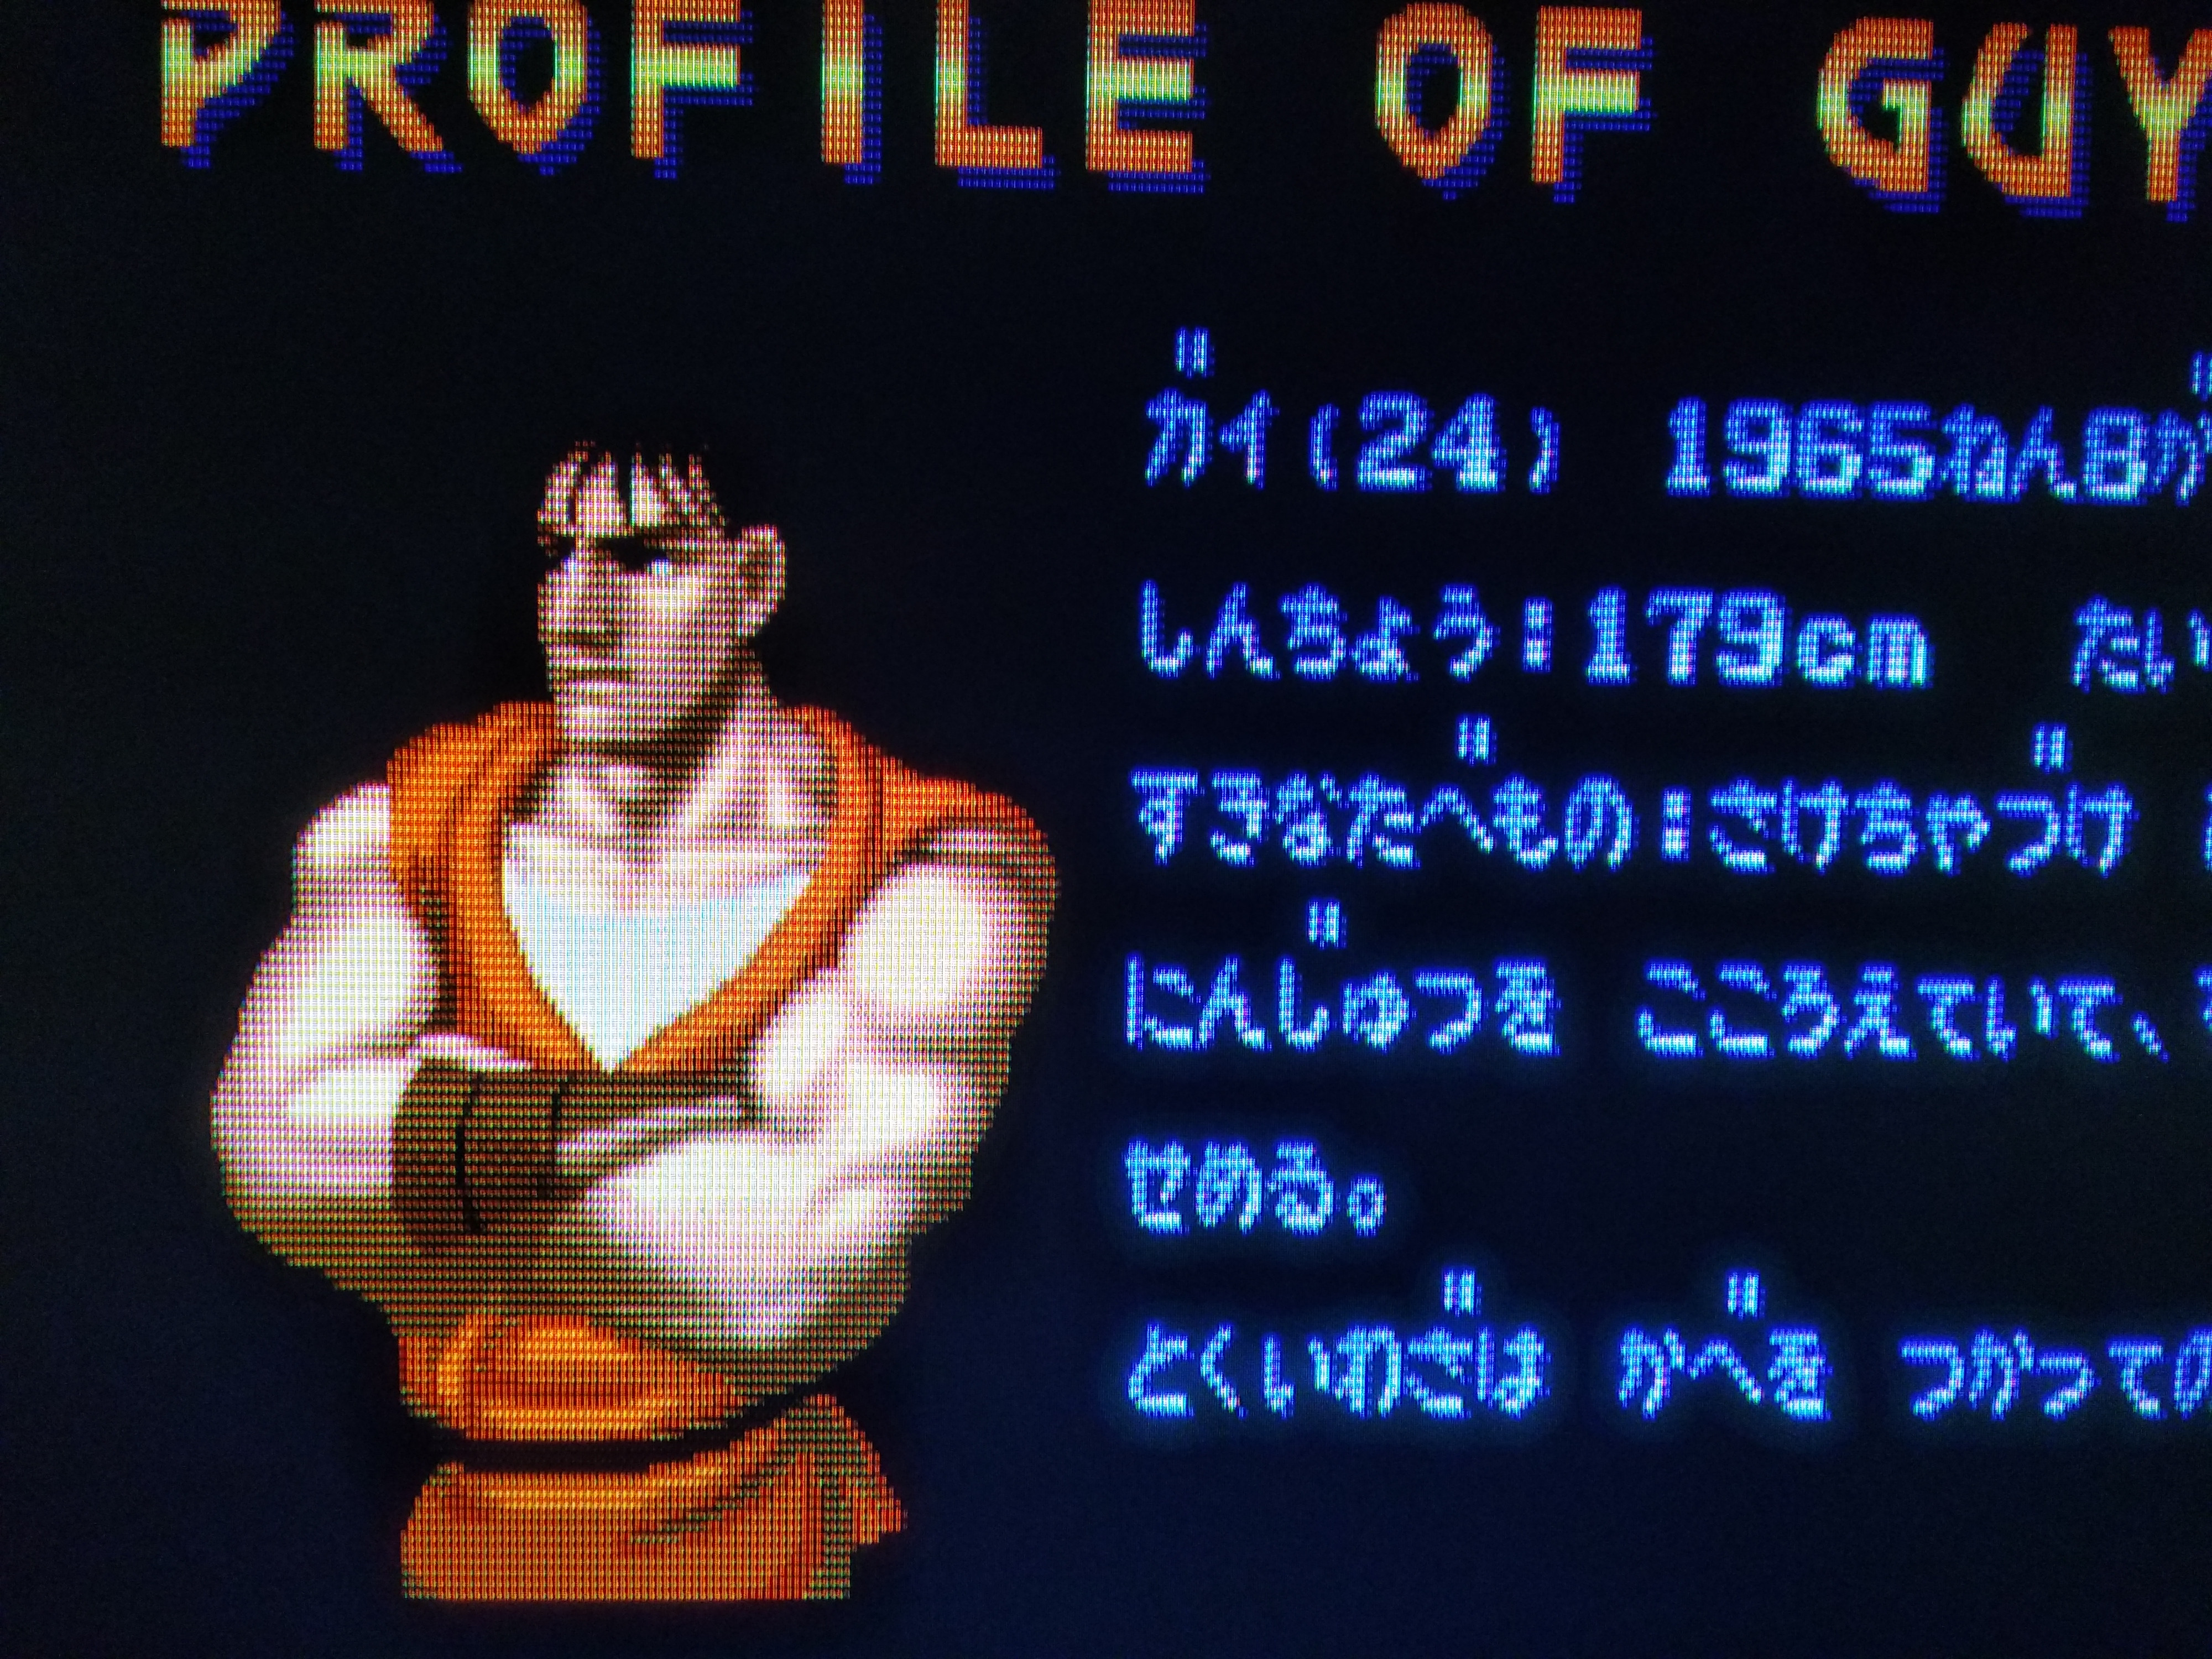 PROFILE OF GUY
ガイ(24) 1965ねん8が
しんちょう:179cm たい
すきなたべもの:さけちゃづけ
にんじゅつを こころえていて、
せめる。
とくいわざは かべを つかっての